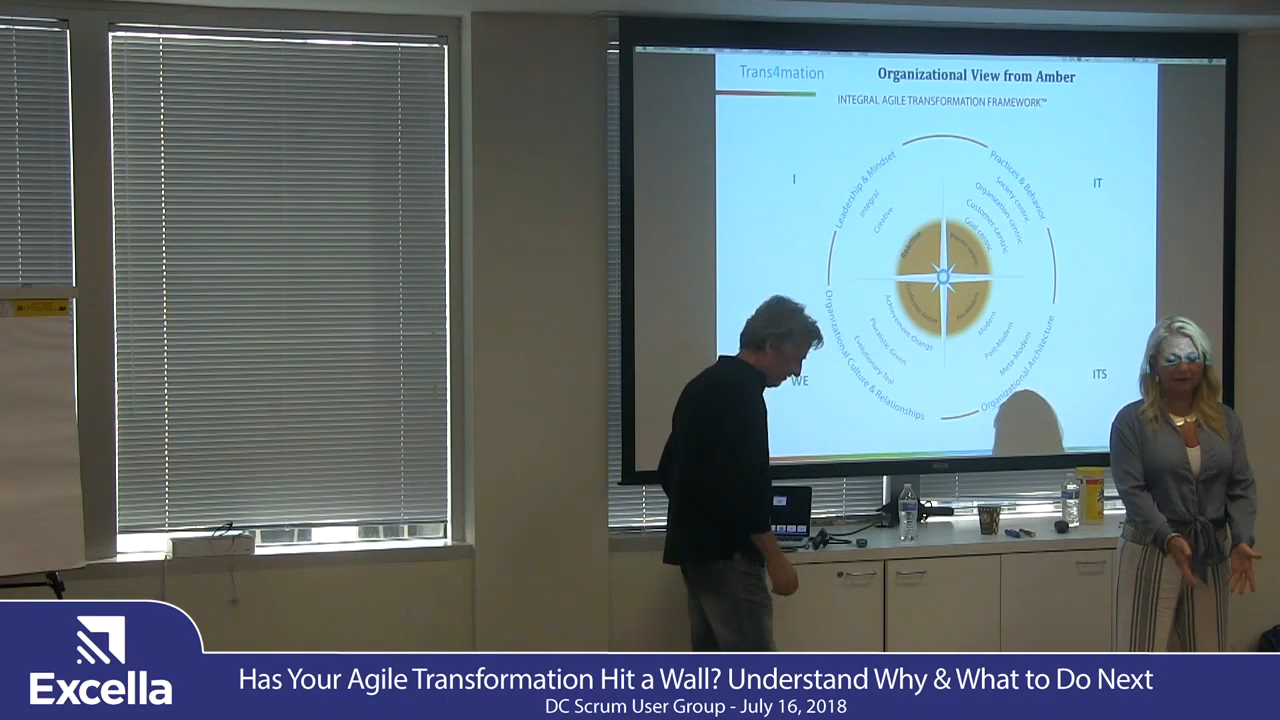 Trans4mation
Organizational View from Amber
INTEGRAL AGILE TRANSFORMATION FRAMEWORK™
I
IT
Leadership & Mindset
Integral
Creative
Practices & Behavior
Society-centric
Organization-centric
Customer-centric
Goal-centric
Reactive
Achievement-Orange
Pluralistic-Green
Evolutionary-Teal
Organizational Culture & Relationships
Modern
Post-Modern
Meta-Modern
Organizational Architecture
WE
ITS
Excella
Has Your Agile Transformation Hit a Wall? Understand Why & What to Do Next
DC Scrum User Group - July 16, 2018